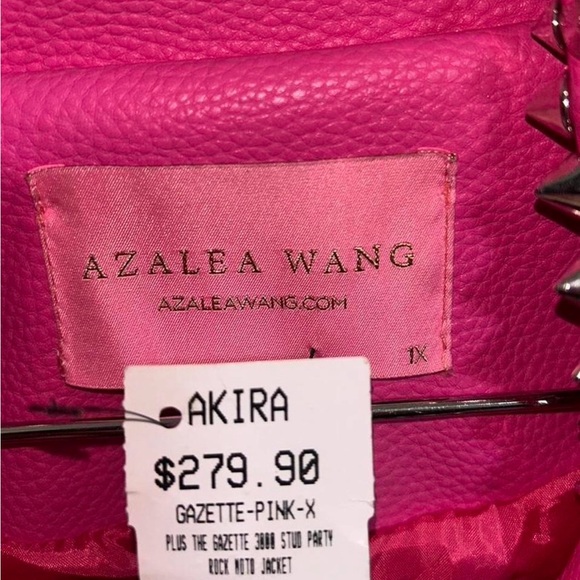 AZALEA WANG
AZALEAWANG.COM
1X
AKIRA
$279.90
GAZETTE-PINK-X
PLUS THE GAZETTE 3000 STUD PARTY
ROCK MOTO JACKET